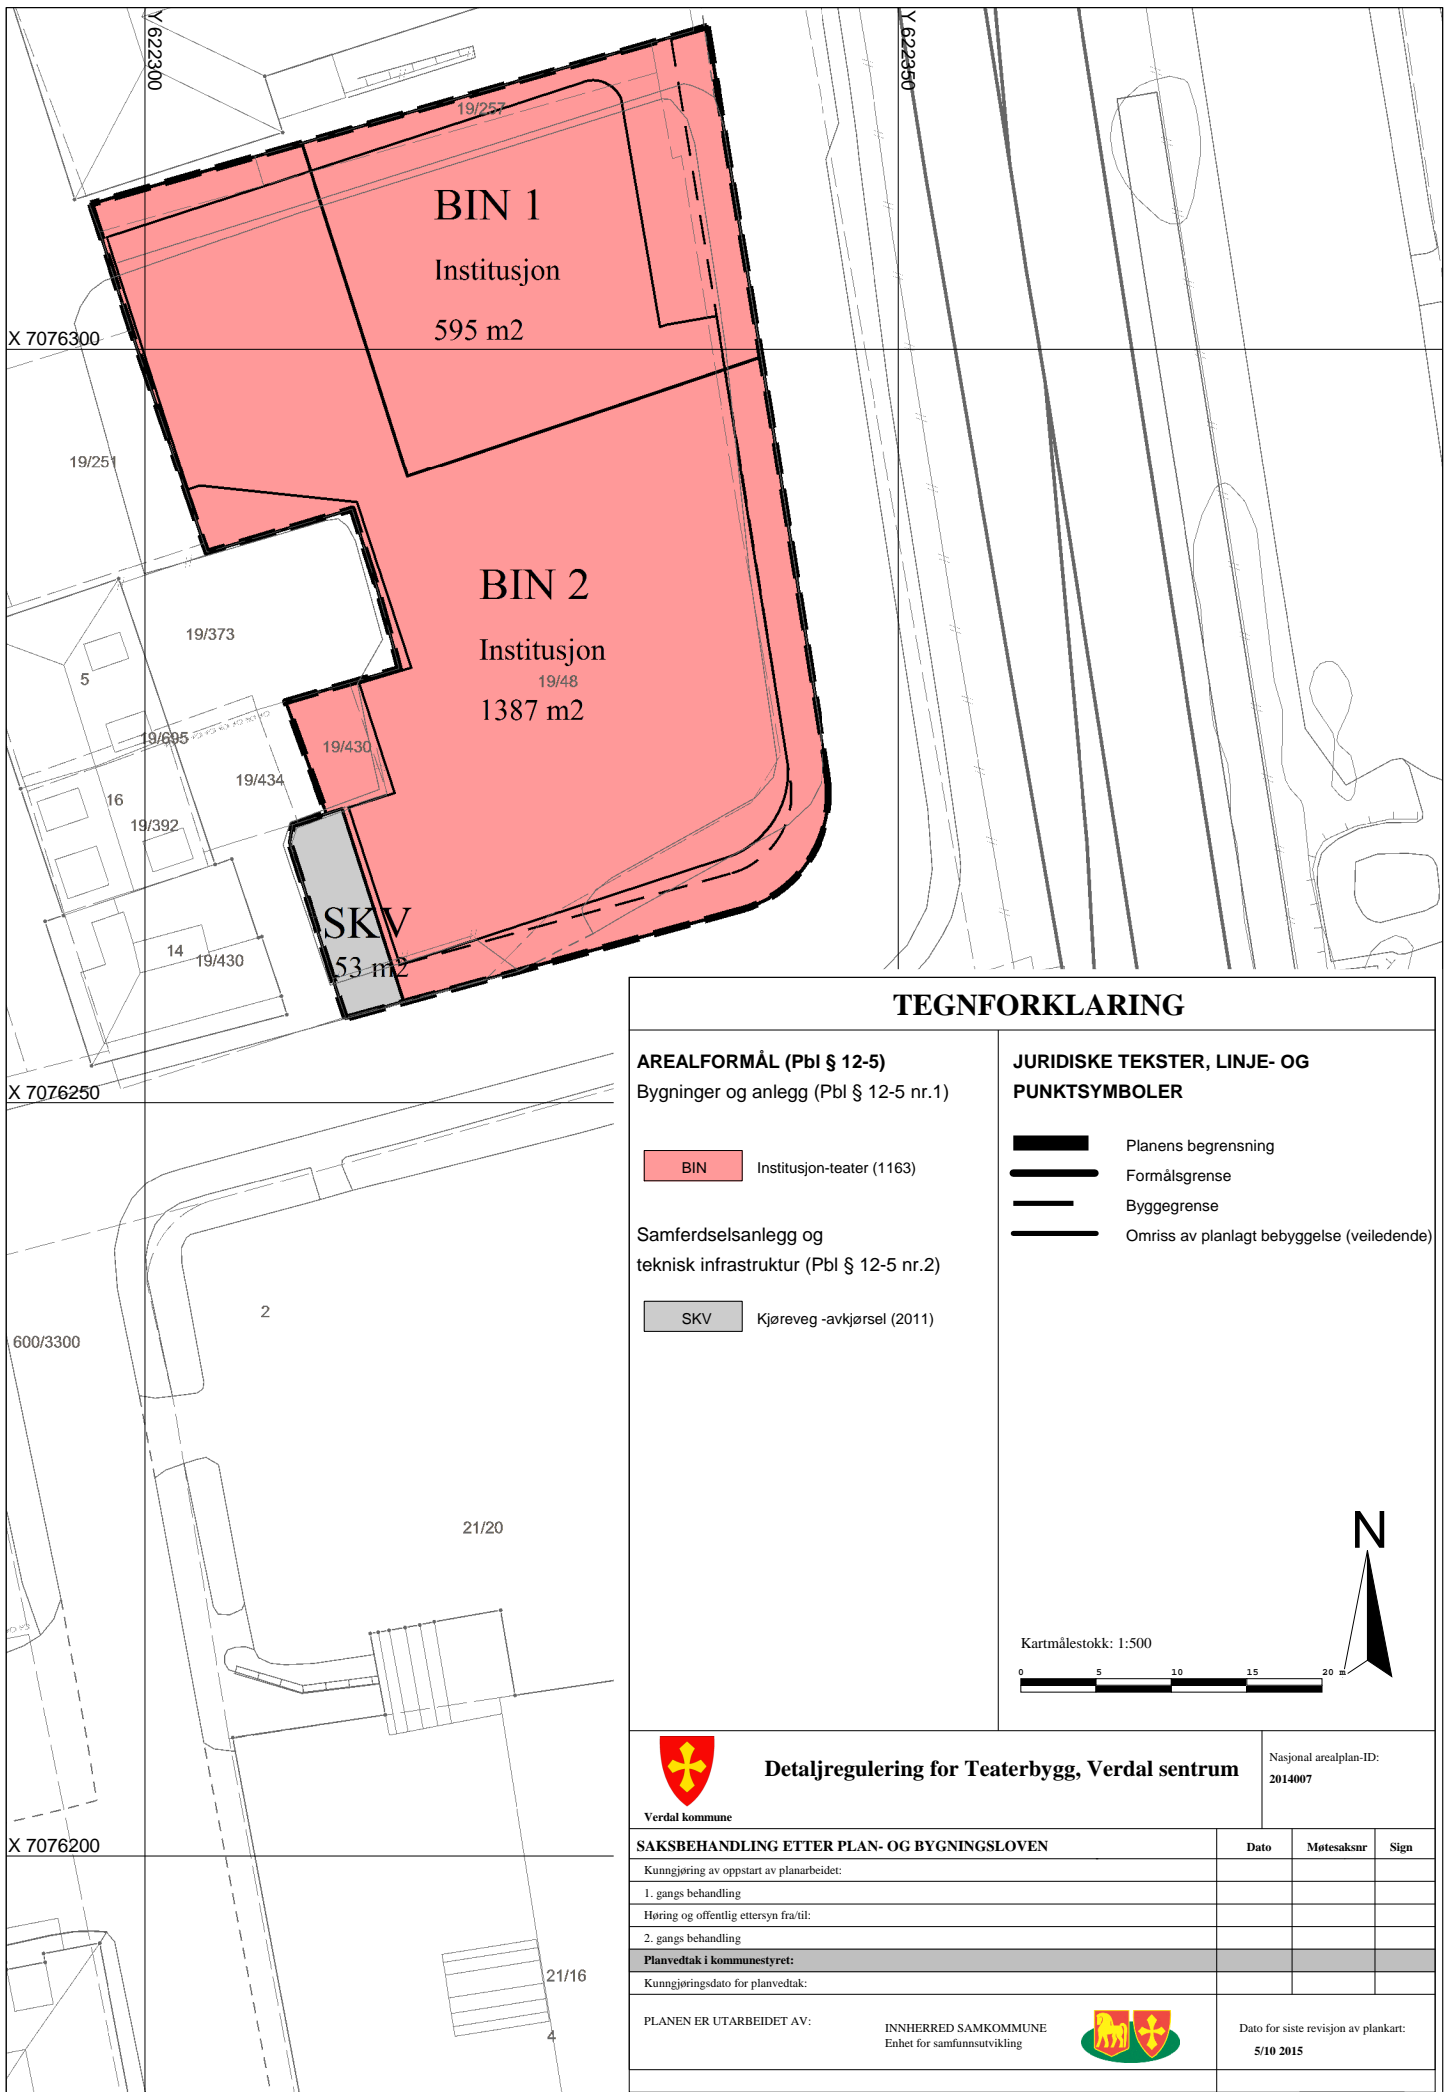 Y 622300
Y 622350
19/257
BIN 1
Institusjon
595 m2
X 7076300
19/251
BIN 2
Institusjon
19/48
1387 m2
19/373
5
19/695
19/430
19/434
16
19/392
SKV
53 m2
14
19/430
X 7076250
2
600/3300
21/20
X 7076200
21/16
4
TEGNFORKLARING
AREALFORMÅL (Pbl § 12-5)
Bygninger og anlegg (Pbl § 12-5 nr.1)
BIN Institusjon-teater (1163)
Samferdselsanlegg og
teknisk infrastruktur (Pbl § 12-5 nr.2)
SKV Kjøreveg -avkjørsel (2011)
JURIDISKE TEKSTER, LINJE- OG
PUNKTSYMBOLER
Planens begrensning
Formålsgrense
Byggegrense
Omriss av planlagt bebyggelse (veiledende)
N
Kartmålestokk: 1:500
0 5 10 15 20 m
Verdal kommune
Detaljregulering for Teaterbygg, Verdal sentrum
Nasjonal arealplan-ID:
2014007
SAKSBEHANDLING ETTER PLAN- OG BYGNINGSLOVEN Dato Møtesaksnr Sign
Kunngjøring av oppstart av planarbeidet:
1. gangs behandling
Høring og offentlig ettersyn fra/til:
2. gangs behandling
Planvedtak i kommunestyret:
Kunngjøringsdato for planvedtak:
PLANEN ER UTARBEIDET AV:
INNHERRED SAMKOMMUNE
Enhet for samfunnsutvikling
Dato for siste revisjon av plankart:
5/10 2015